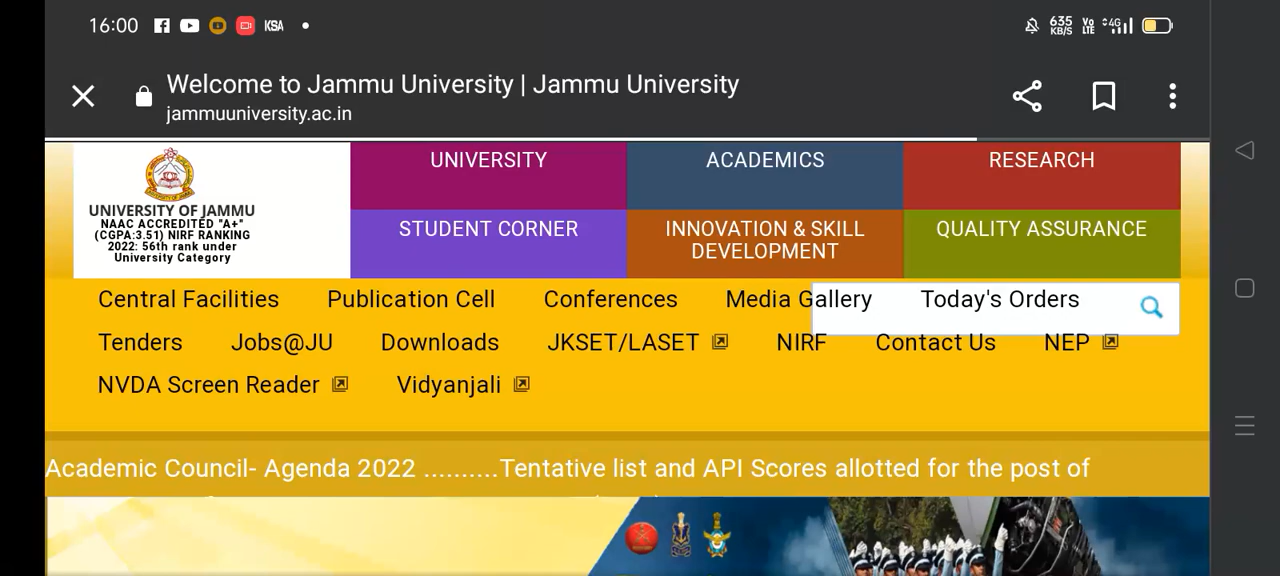 16:00 KSA 635 KB/S Vo LTE 4G
Welcome to Jammu University | Jammu University
jammuuniversity.ac.in
UNIVERSITY OF JAMMU
NAAC ACCREDITED "A+"
(CGPA:3.51) NIRF RANKING
2022: 56th rank under
University Category
UNIVERSITY
ACADEMICS
RESEARCH
STUDENT CORNER
INNOVATION & SKILL
DEVELOPMENT
QUALITY ASSURANCE
Central Facilities Publication Cell Conferences Media Gallery Today's Orders
Tenders Jobs@JU Downloads JKSET/LASET NIRF Contact Us NEP
NVDA Screen Reader Vidyanjali
Academic Council- Agenda 2022 ..........Tentative list and API Scores allotted for the post of